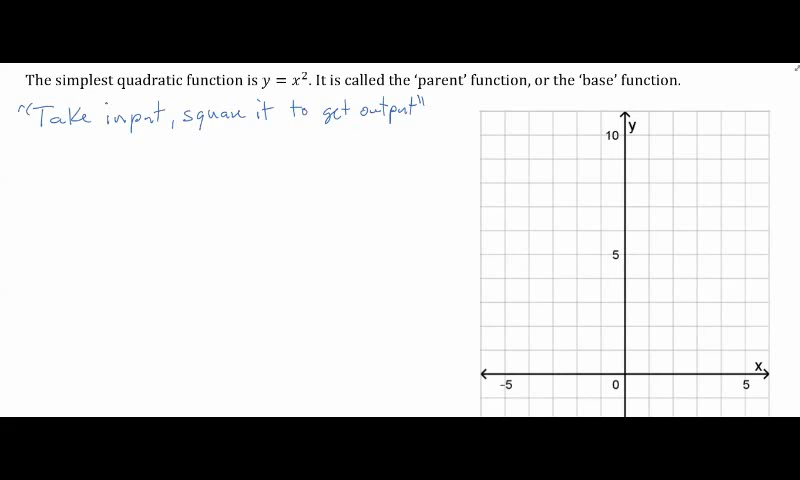 The simplest quadratic function is y = x². It is called the ‘parent’ function, or the ‘base’ function.
"Take input, square it to get output"
y
10
5
x
-5
0
5